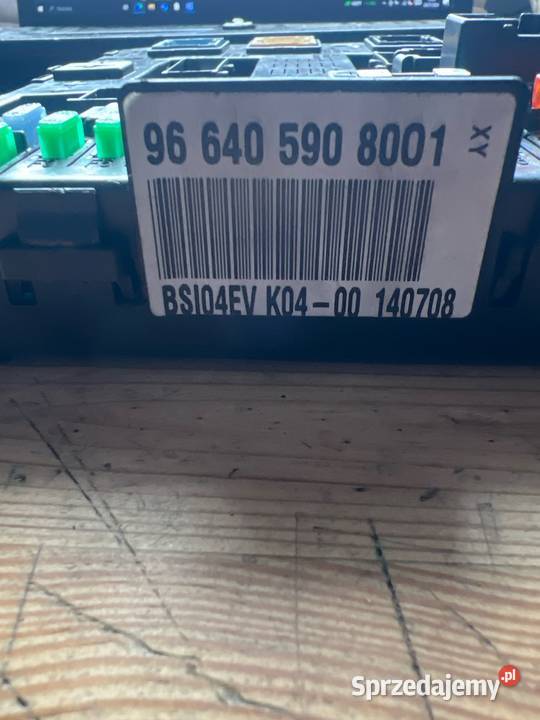 96 640 590 8001
XY
BSI04EV K04-00 140708
Sprzedajemy.pl